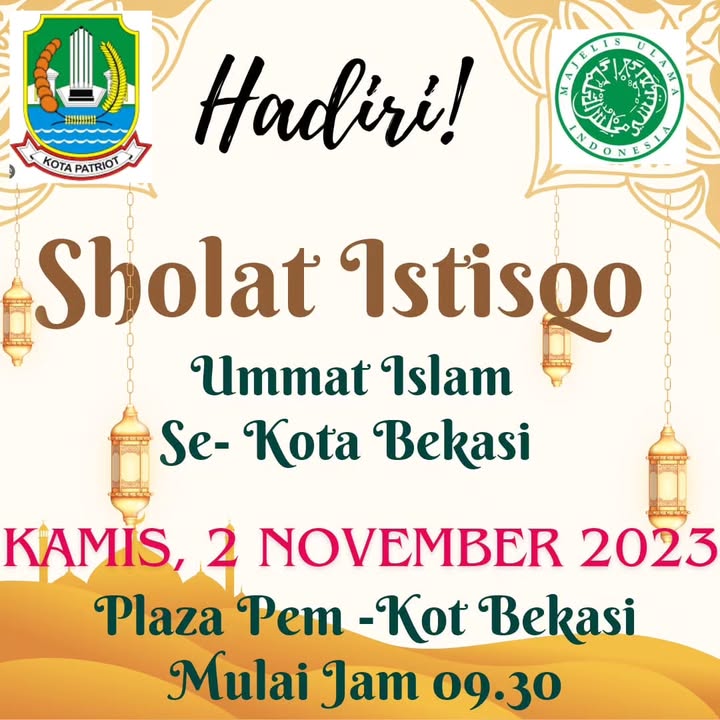 Hadiri!
KOTA PATRIOT
MAJELIS ULAMA
INDONESIA
Sholat Istisqo
Ummat Islam
Se- Kota Bekasi
KAMIS, 2 NOVEMBER 2023
Plaza Pem -Kot Bekasi
Mulai Jam 09.30